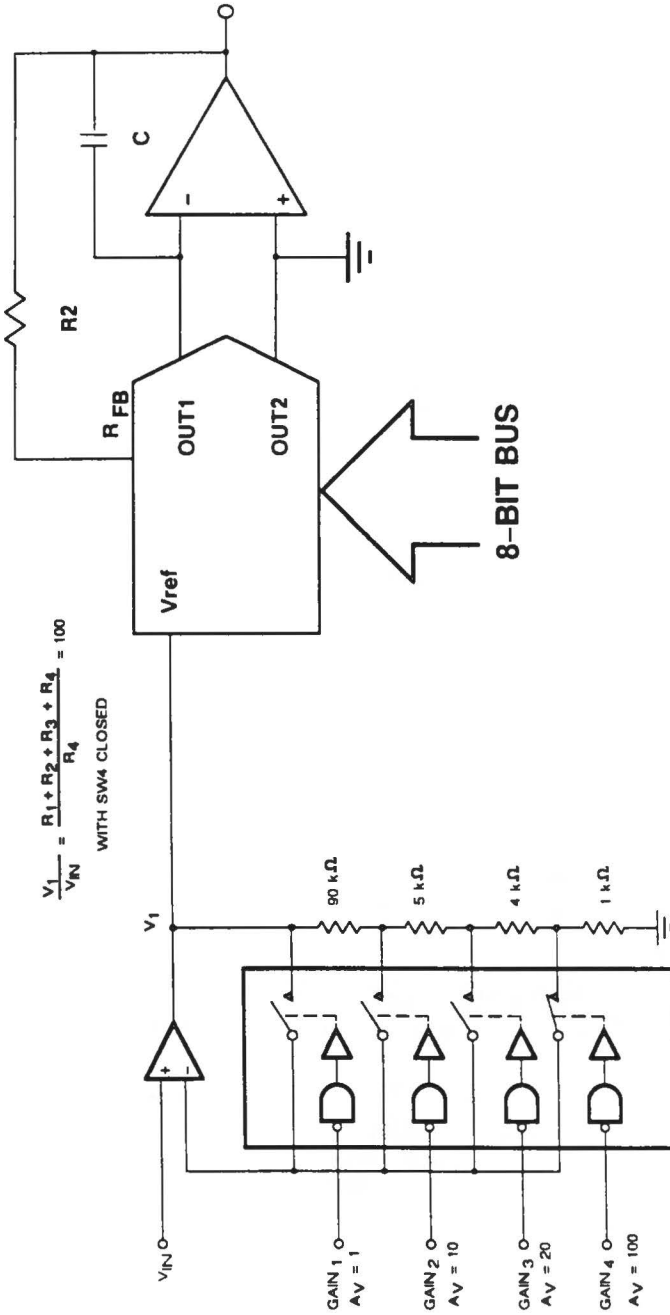 V1/VIN = R1 + R2 + R3 + R4/R4 = 100
WITH SW4 CLOSED
R2
C
-
+
RFB
OUT1
OUT2
Vref
8-BIT BUS
V1
+
-
VIN
90 kΩ
5 kΩ
4 kΩ
1 kΩ
GAIN1
AV = 1
GAIN2
AV = 10
GAIN3
AV = 20
GAIN4
AV = 100